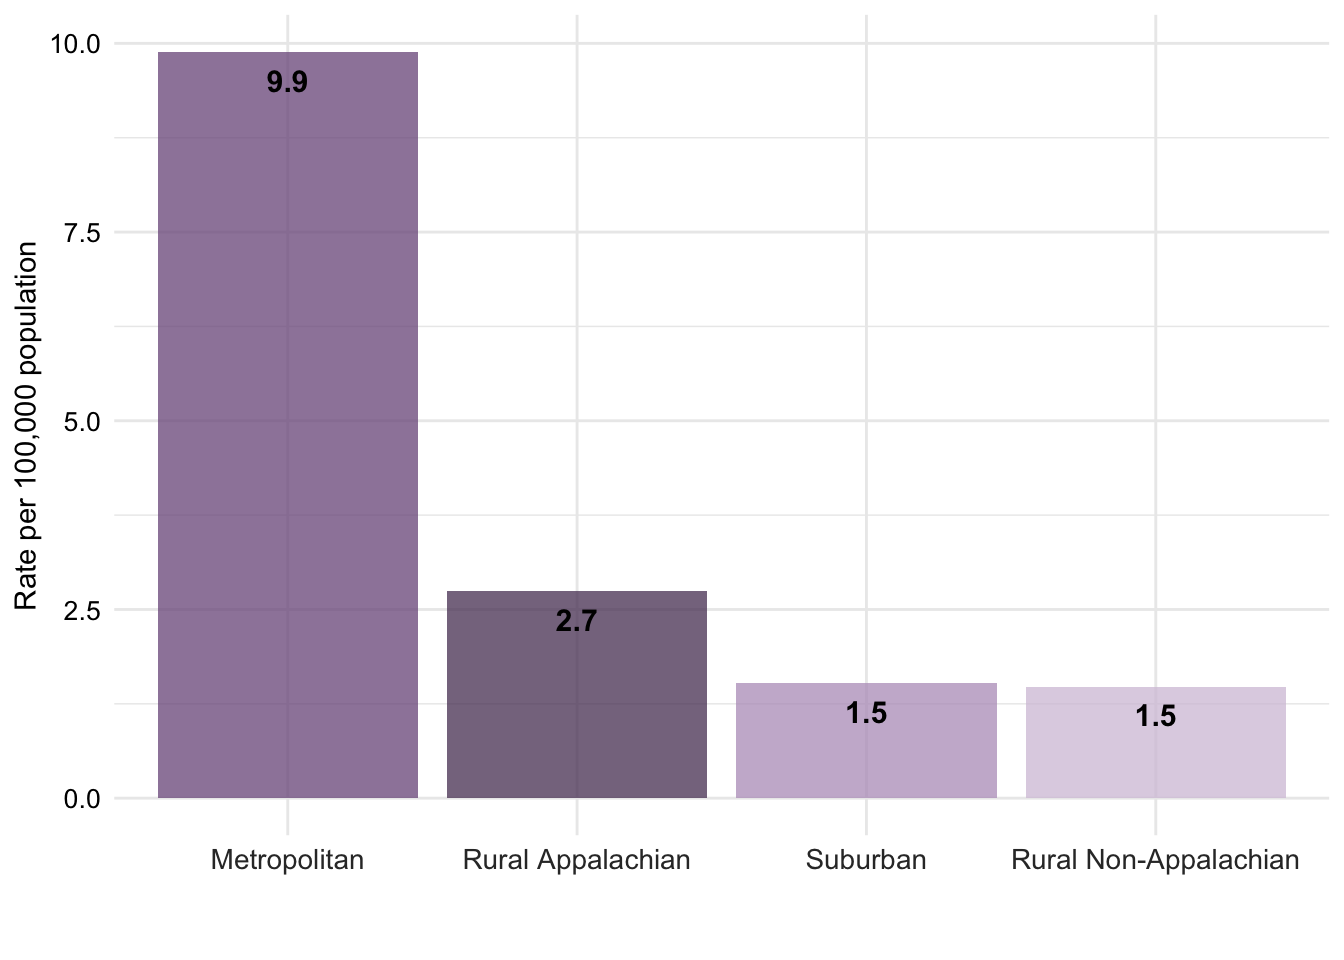 10.0
7.5
5.0
2.5
0.0
Rate per 100,000 population
9.9
2.7
1.5
1.5
Metropolitan
Rural Appalachian
Suburban
Rural Non-Appalachian